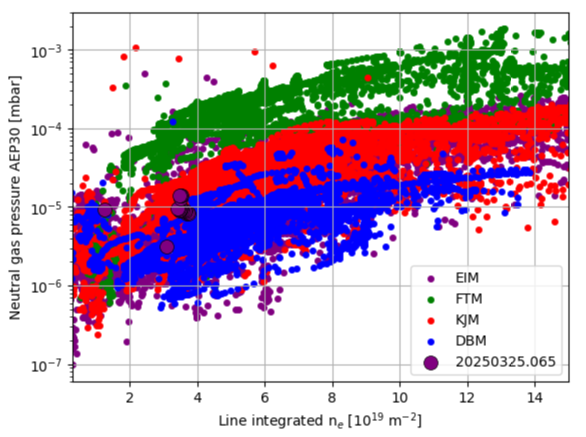 Neutral gas pressure AEP30 [mbar]
10⁻³
10⁻⁴
10⁻⁵
10⁻⁶
10⁻⁷
EIM
FTM
KJM
DBM
20250325.065
2 4 6 8 10 12 14
Line integrated nₑ [10¹⁹ m⁻²]